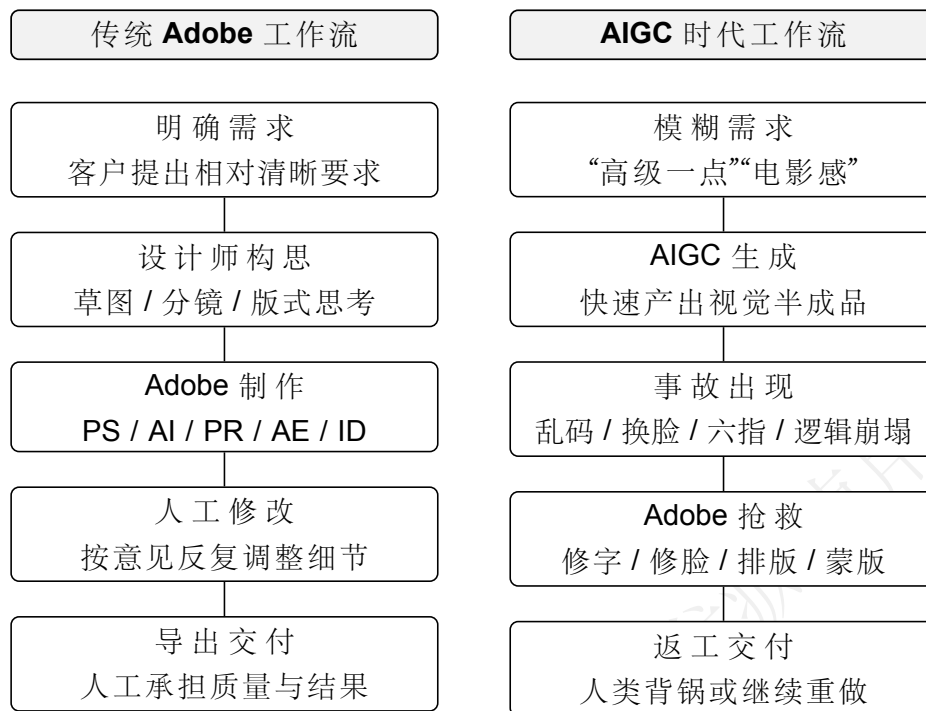 传统 Adobe 工作流
明确需求
客户提出相对清晰要求
设计师构思
草图 / 分镜 / 版式思考
Adobe 制作
PS / AI / PR / AE / ID
人工修改
按意见反复调整细节
导出交付
人工承担质量与结果
AIGC 时代工作流
模糊需求
“高级一点”“电影感”
AIGC 生成
快速产出视觉半成品
事故出现
乱码 / 换脸 / 六指 / 逻辑崩塌
Adobe 抢救
修字 / 修脸 / 排版 / 蒙版
返工交付
人类背锅或继续重做